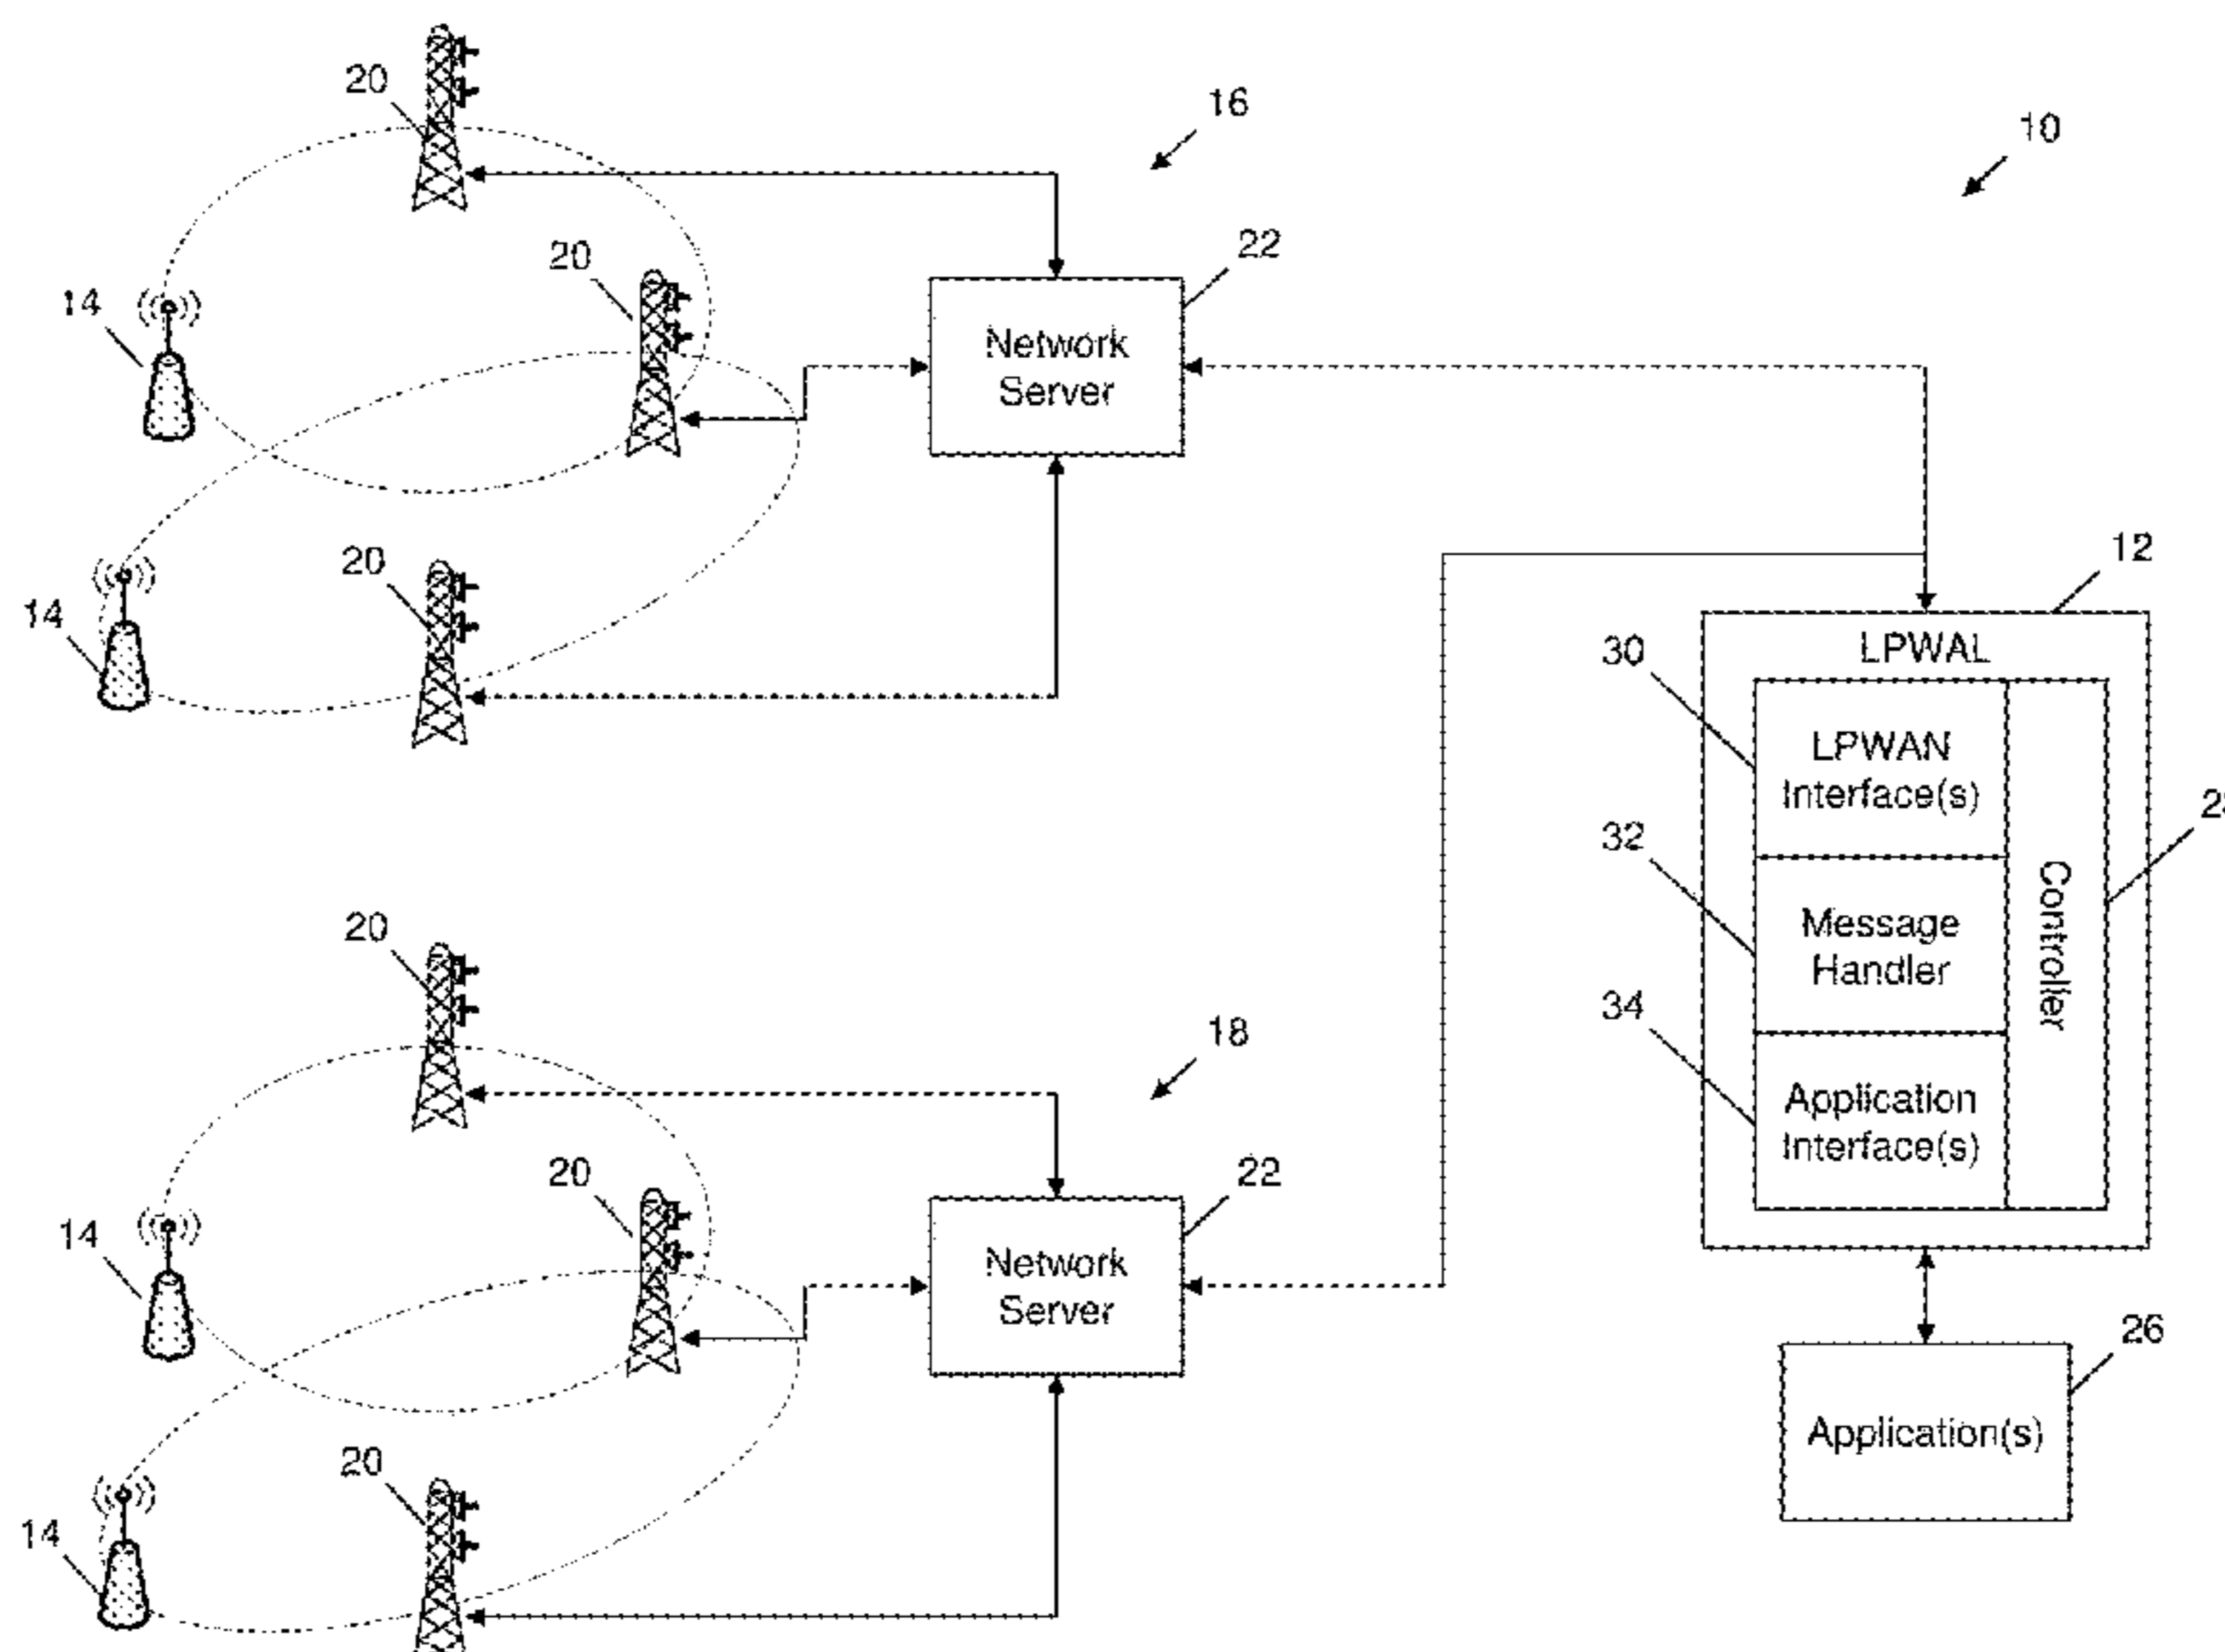 20
16
10
20
22
14
Network
Server
20
14
12
LPWAL
30
LPWAN
Interface(s)
32
Controller
Message
Handler
20
34
18
Application
Interface(s)
20
22
14
Network
Server
26
Application(s)
20
14